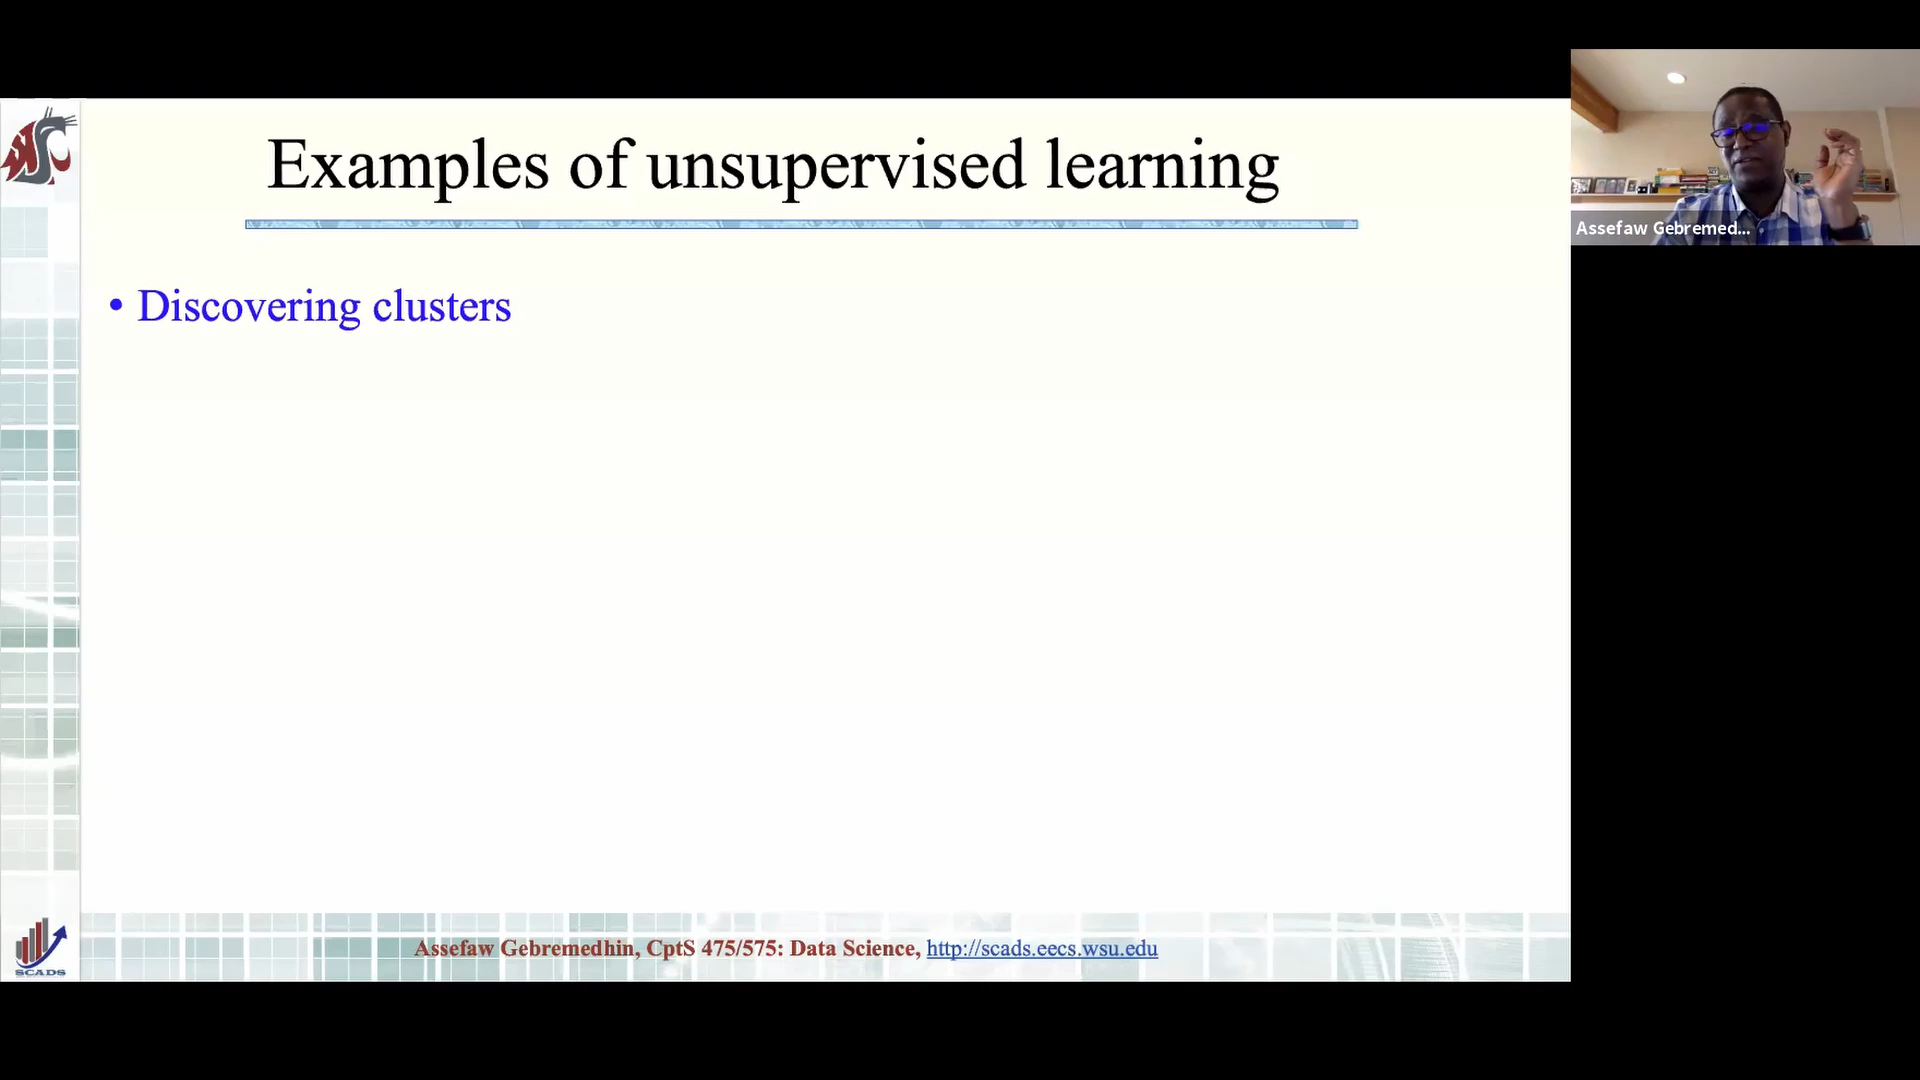 Examples of unsupervised learning
• Discovering clusters
Assefaw Gebremed...
Assefaw Gebremedhin, CptS 475/575: Data Science, http://scads.eecs.wsu.edu
SCADS